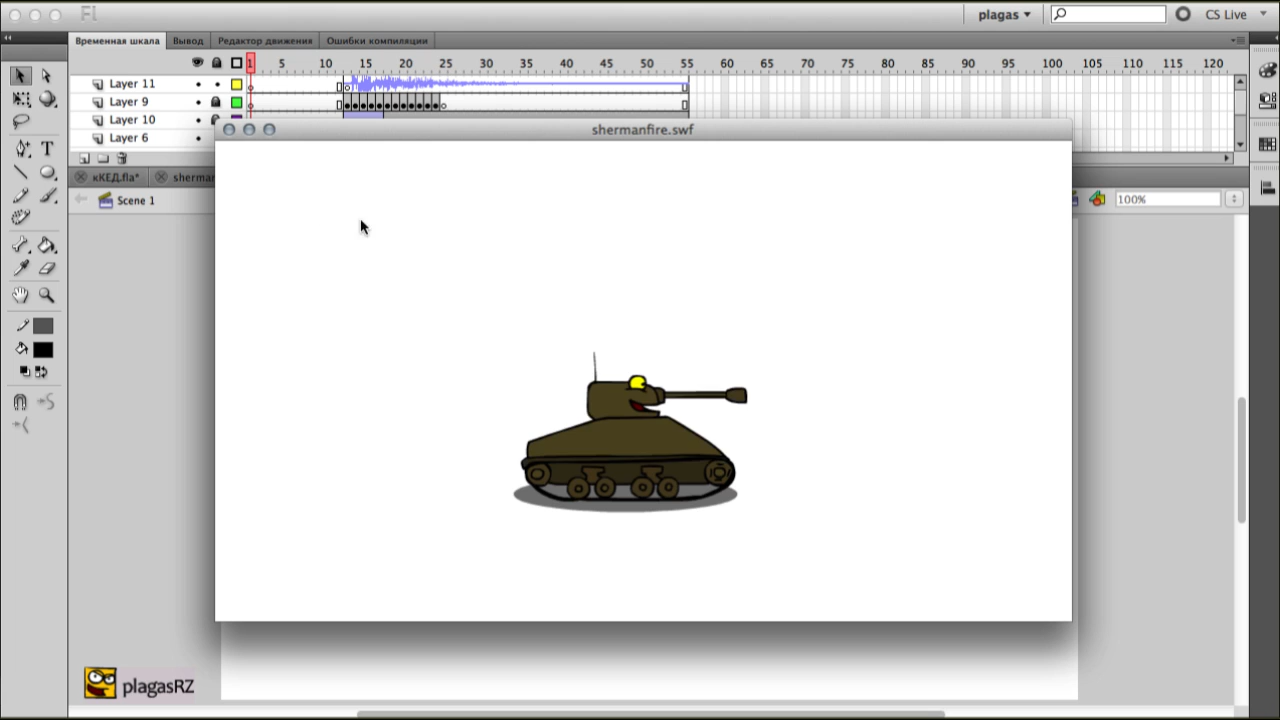 Fl
plagas
CS Live
Временная шкала
Вывод
Редактор движения
Ошибки компиляции
1 5 10 15 20 25 30 35 40 45 50 55 60 65 70 75 80 85 90 95 100 105 110 115 120
Layer 11
Layer 9
Layer 10
Layer 6
shermanfire.swf
кКЕД.fla*
sherman
Scene 1
100%
T
plagasRZ